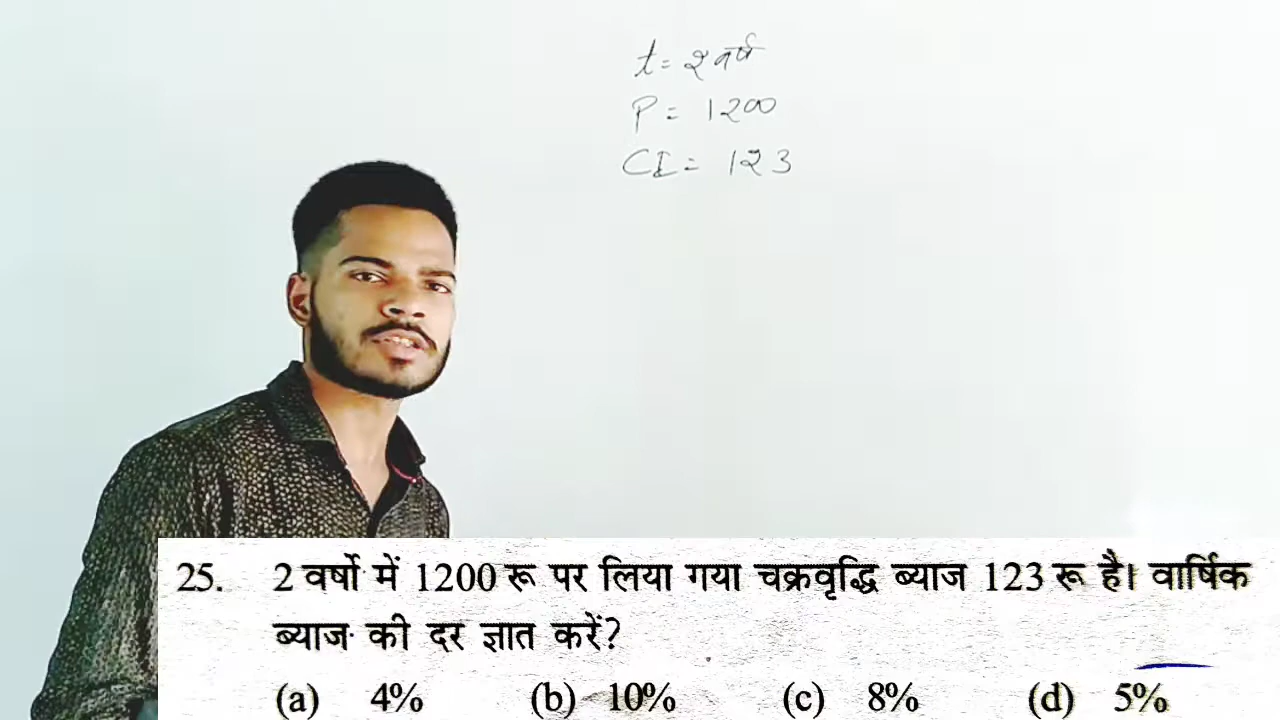 t = 2 वर्ष
P = 1200
CI = 123
25. 2 वर्षो में 1200 रू पर लिया गया चक्रवृद्धि ब्याज 123 रू है। वार्षिक
ब्याज की दर ज्ञात करें?
(a) 4% (b) 10% (c) 8% (d) 5%